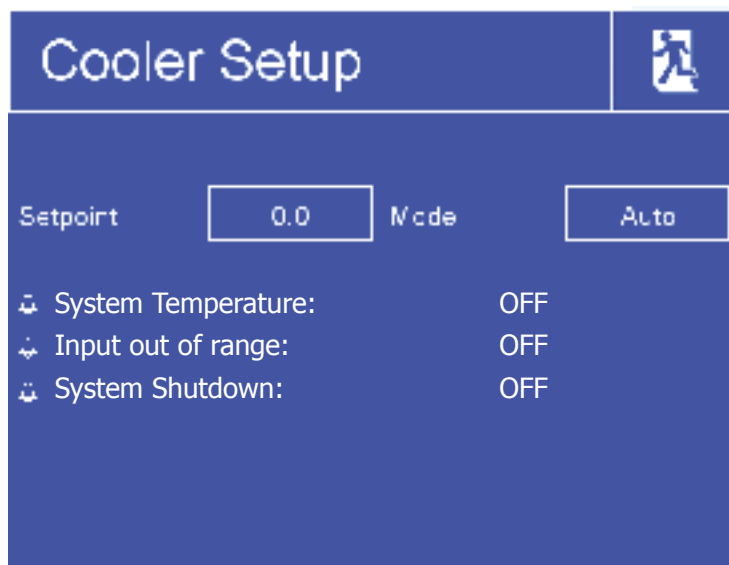 Cooler Setup
Setpoint 0.0 Mode Auto
System Temperature: OFF
Input out of range: OFF
System Shutdown: OFF